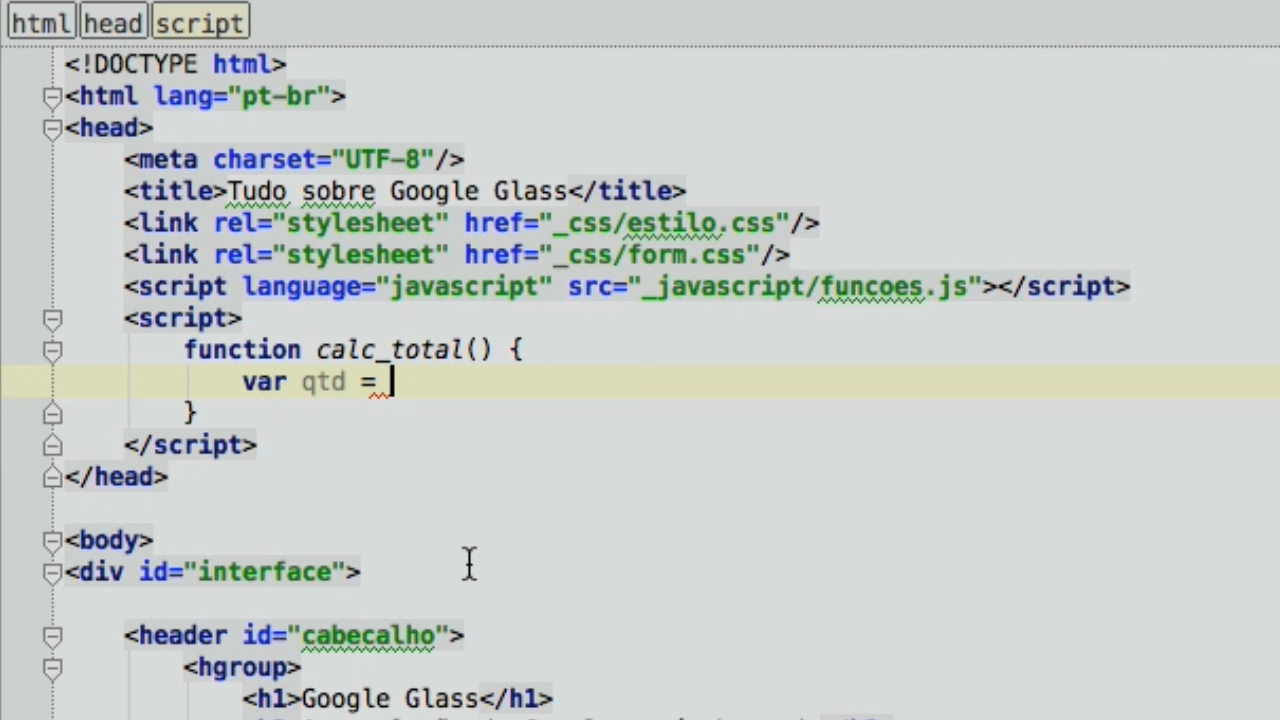 html head script
<!DOCTYPE html>
<html lang="pt-br">
<head>
    <meta charset="UTF-8"/>
    <title>Tudo sobre Google Glass</title>
    <link rel="stylesheet" href="_css/estilo.css"/>
    <link rel="stylesheet" href="_css/form.css"/>
    <script language="javascript" src="_javascript/funcoes.js"></script>
    <script>
        function calc_total() {
            var qtd =
        }
    </script>
</head>
<body>
<div id="interface">
    <header id="cabecalho">
        <hgroup>
            <h1>Google Glass</h1>